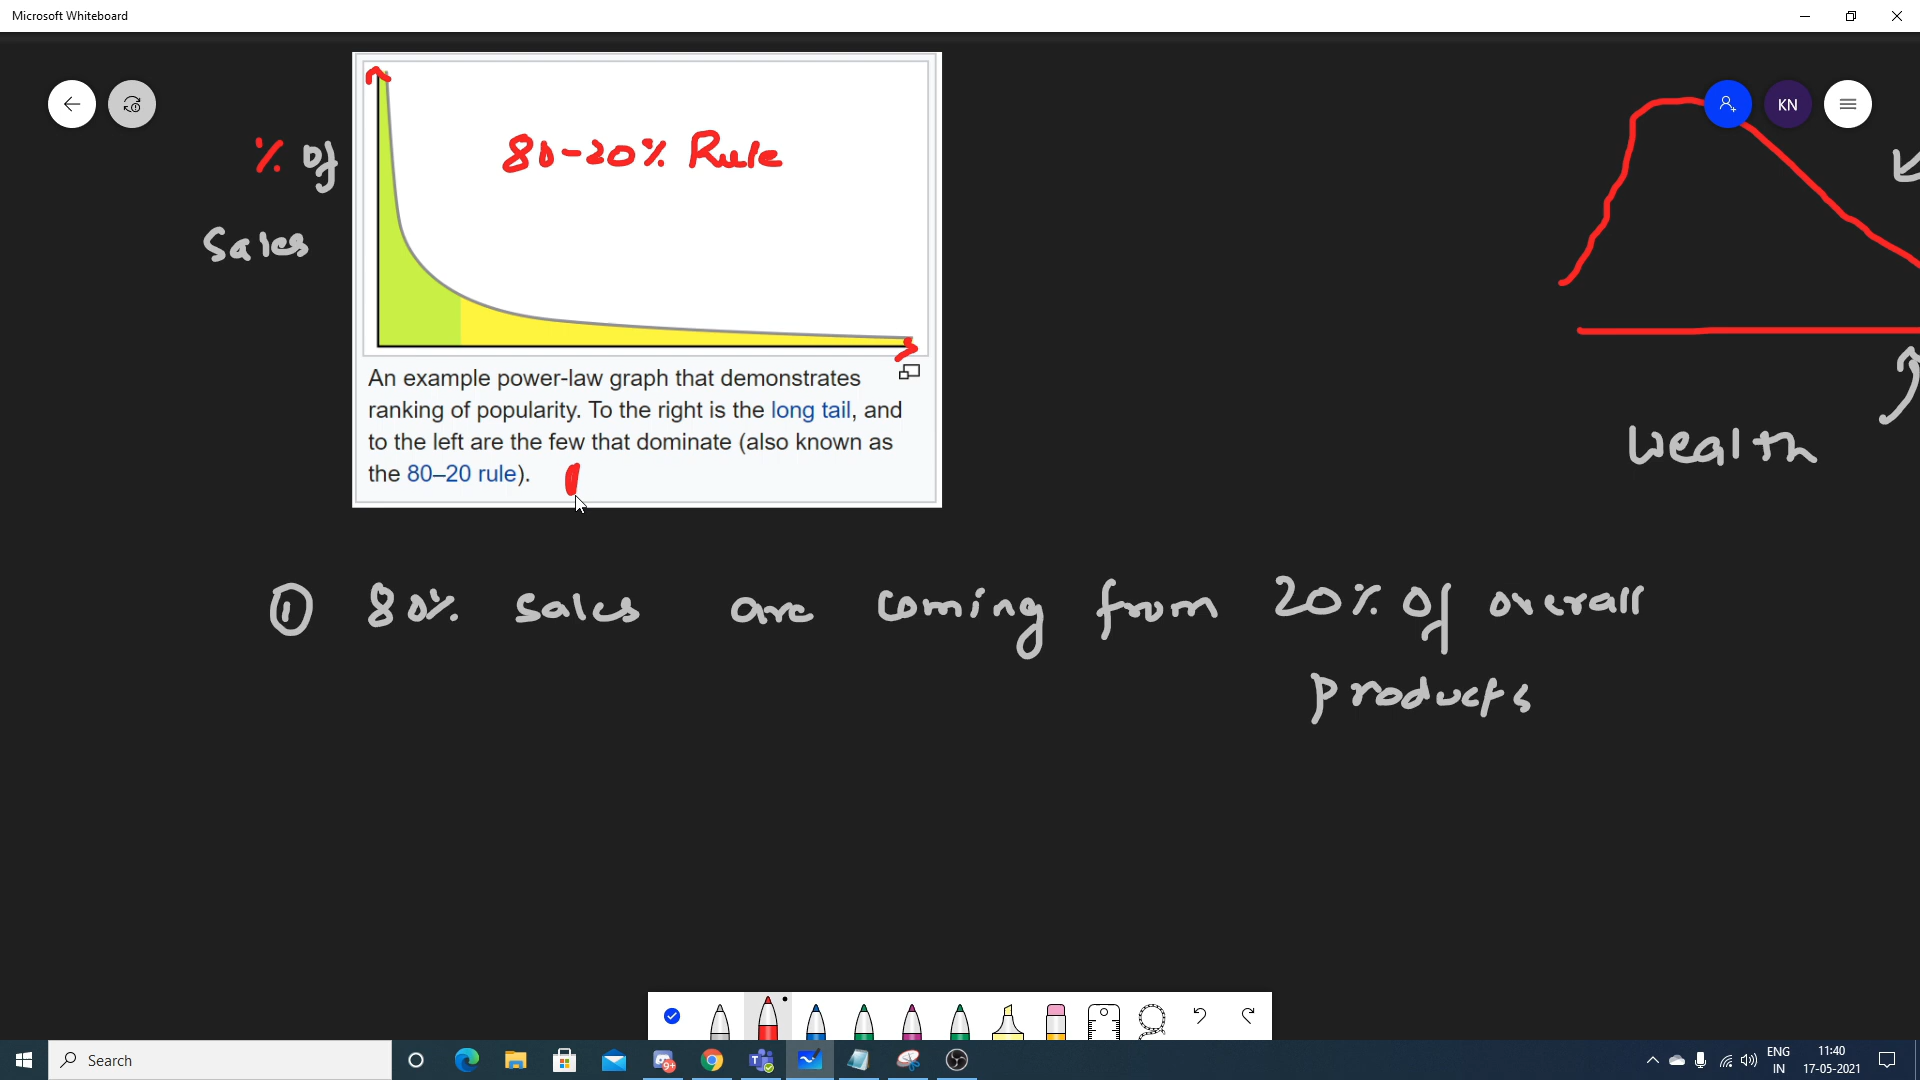 Microsoft Whiteboard
KN
80-20% Rule
% of
Sales
An example power-law graph that demonstrates
ranking of popularity. To the right is the long tail, and
to the left are the few that dominate (also known as
the 80–20 rule).
Wealth
① 80% sales are coming from 20% of overall
products
Search
9+
ENG
IN
11:40
17-05-2021